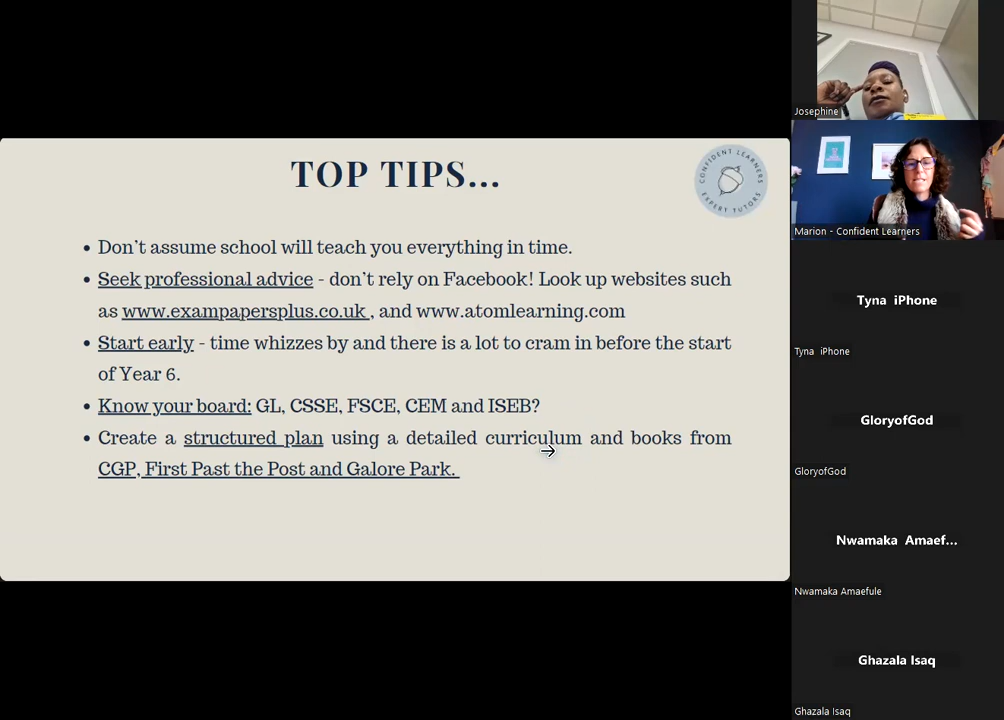 TOP TIPS...
CONFIDENT LEARNERS
EXPERT TUTORS
• Don't assume school will teach you everything in time.
• Seek professional advice - don't rely on Facebook! Look up websites such
as www.exampapersplus.co.uk , and www.atomlearning.com
• Start early - time whizzes by and there is a lot to cram in before the start
of Year 6.
• Know your board: GL, CSSE, FSCE, CEM and ISEB?
• Create a structured plan using a detailed curriculum and books from
CGP, First Past the Post and Galore Park.
Josephine
Marion - Confident Learners
Tyna iPhone
Tyna iPhone
GloryofGod
GloryofGod
Nwamaka Amaef...
Nwamaka Amaefule
Ghazala Isaq
Ghazala Isaq